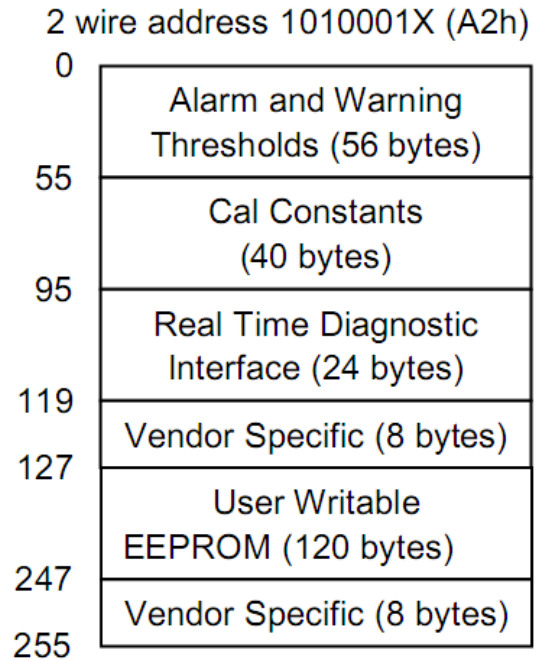 2 wire address 1010001X (A2h)
0
Alarm and Warning
Thresholds (56 bytes)
55
Cal Constants
(40 bytes)
95
Real Time Diagnostic
Interface (24 bytes)
119
Vendor Specific (8 bytes)
127
User Writable
EEPROM (120 bytes)
247
Vendor Specific (8 bytes)
255